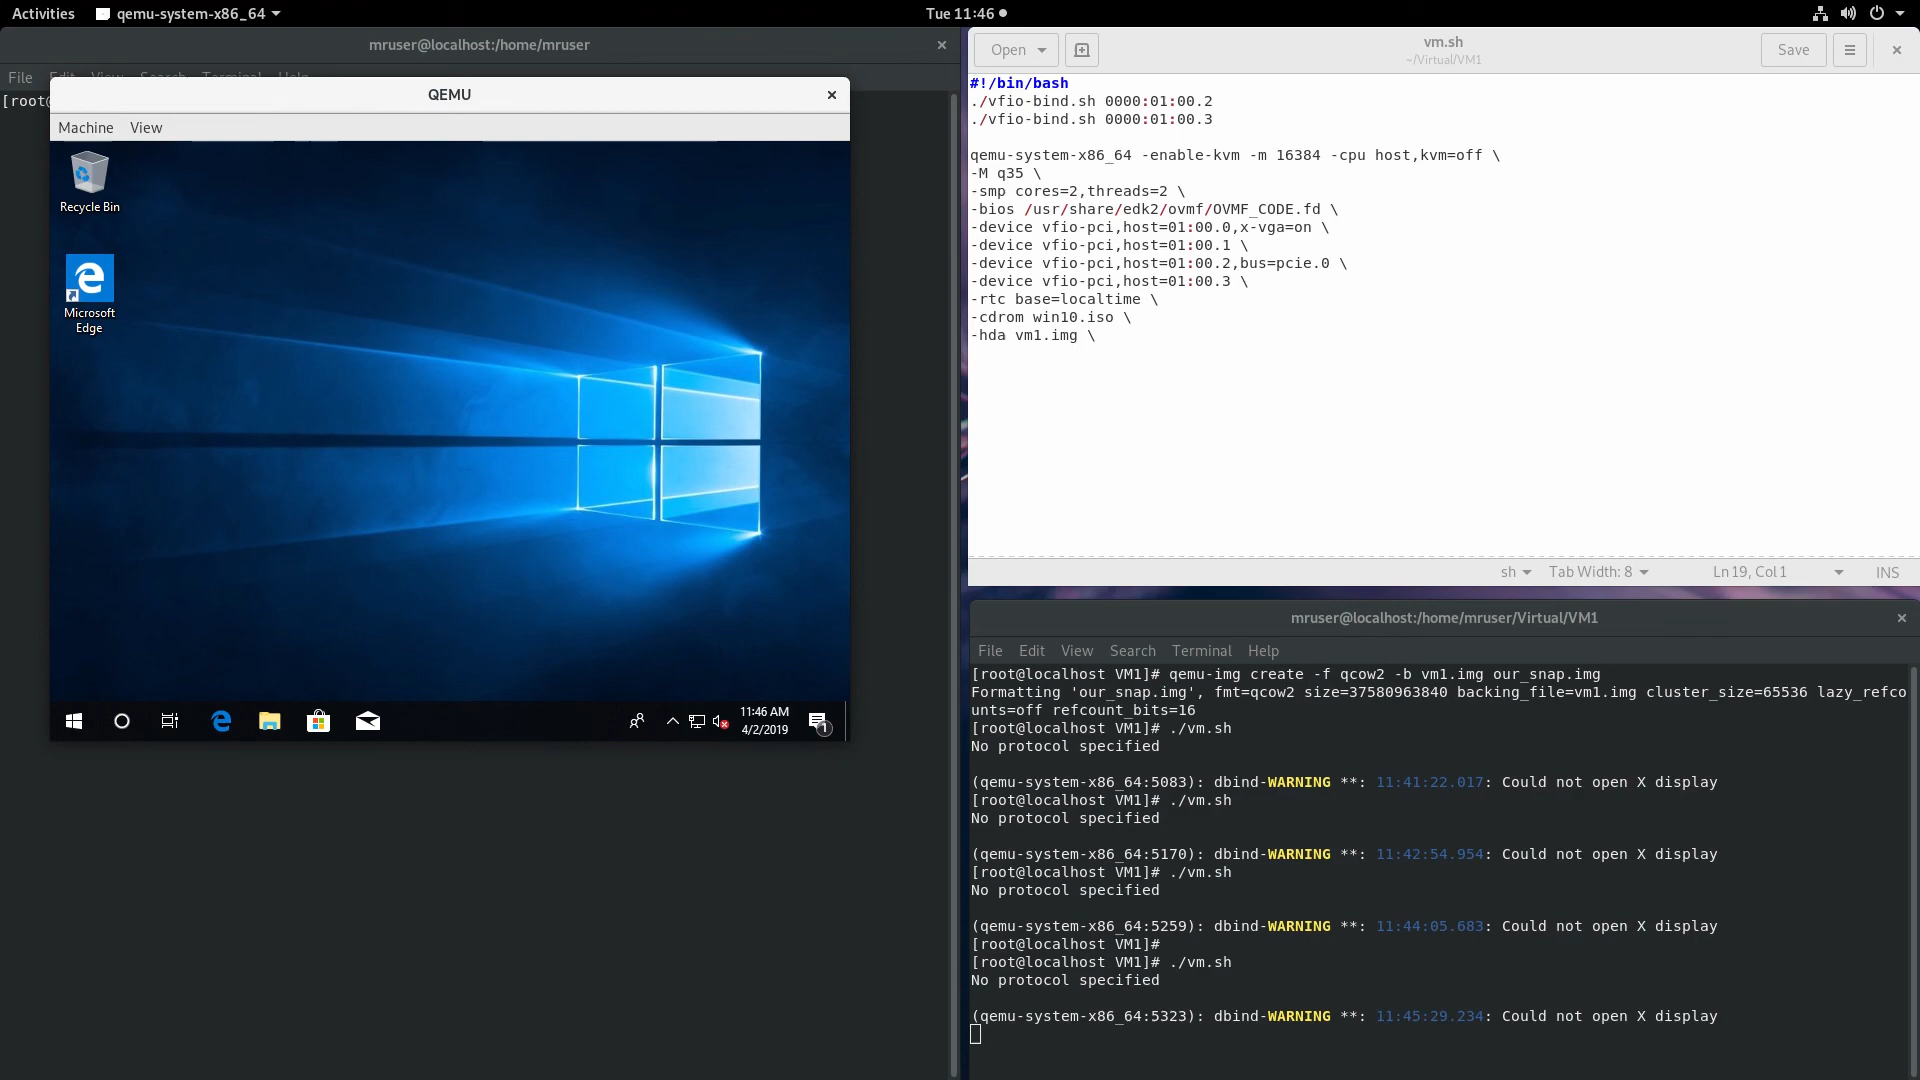 Activities
qemu-system-x86_64
Tue 11:46
mruser@localhost:/home/mruser
File Edit View Search Terminal Help
[root@
QEMU
Machine View
Recycle Bin
Microsoft
Edge
11:46 AM
4/2/2019
1
Open
vm.sh
~/Virtual/VM1
Save
#!/bin/bash
./vfio-bind.sh 0000:01:00.2
./vfio-bind.sh 0000:01:00.3
qemu-system-x86_64 -enable-kvm -m 16384 -cpu host,kvm=off \
-M q35 \
-smp cores=2,threads=2 \
-bios /usr/share/edk2/ovmf/OVMF_CODE.fd \
-device vfio-pci,host=01:00.0,x-vga=on \
-device vfio-pci,host=01:00.1 \
-device vfio-pci,host=01:00.2,bus=pcie.0 \
-device vfio-pci,host=01:00.3 \
-rtc base=localtime \
-cdrom win10.iso \
-hda vm1.img \
sh Tab Width: 8 Ln 19, Col 1 INS
mruser@localhost:/home/mruser/Virtual/VM1
File Edit View Search Terminal Help
[root@localhost VM1]# qemu-img create -f qcow2 -b vm1.img our_snap.img
Formatting 'our_snap.img', fmt=qcow2 size=37580963840 backing_file=vm1.img cluster_size=65536 lazy_refco
unts=off refcount_bits=16
[root@localhost VM1]# ./vm.sh
No protocol specified
(qemu-system-x86_64:5083): dbind-WARNING **: 11:41:22.017: Could not open X display
[root@localhost VM1]# ./vm.sh
No protocol specified
(qemu-system-x86_64:5170): dbind-WARNING **: 11:42:54.954: Could not open X display
[root@localhost VM1]# ./vm.sh
No protocol specified
(qemu-system-x86_64:5259): dbind-WARNING **: 11:44:05.683: Could not open X display
[root@localhost VM1]#
[root@localhost VM1]# ./vm.sh
No protocol specified
(qemu-system-x86_64:5323): dbind-WARNING **: 11:45:29.234: Could not open X display